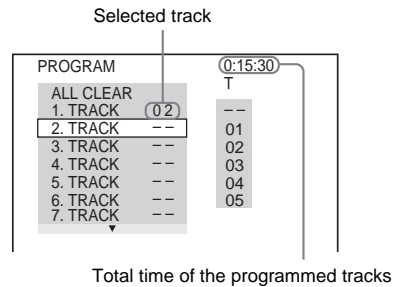 Selected track
PROGRAM 0:15:30
T
ALL CLEAR
1. TRACK 02 – –
2. TRACK – – 01
3. TRACK – – 02
4. TRACK – – 03
5. TRACK – – 04
6. TRACK – – 05
7. TRACK – –
Total time of the programmed tracks